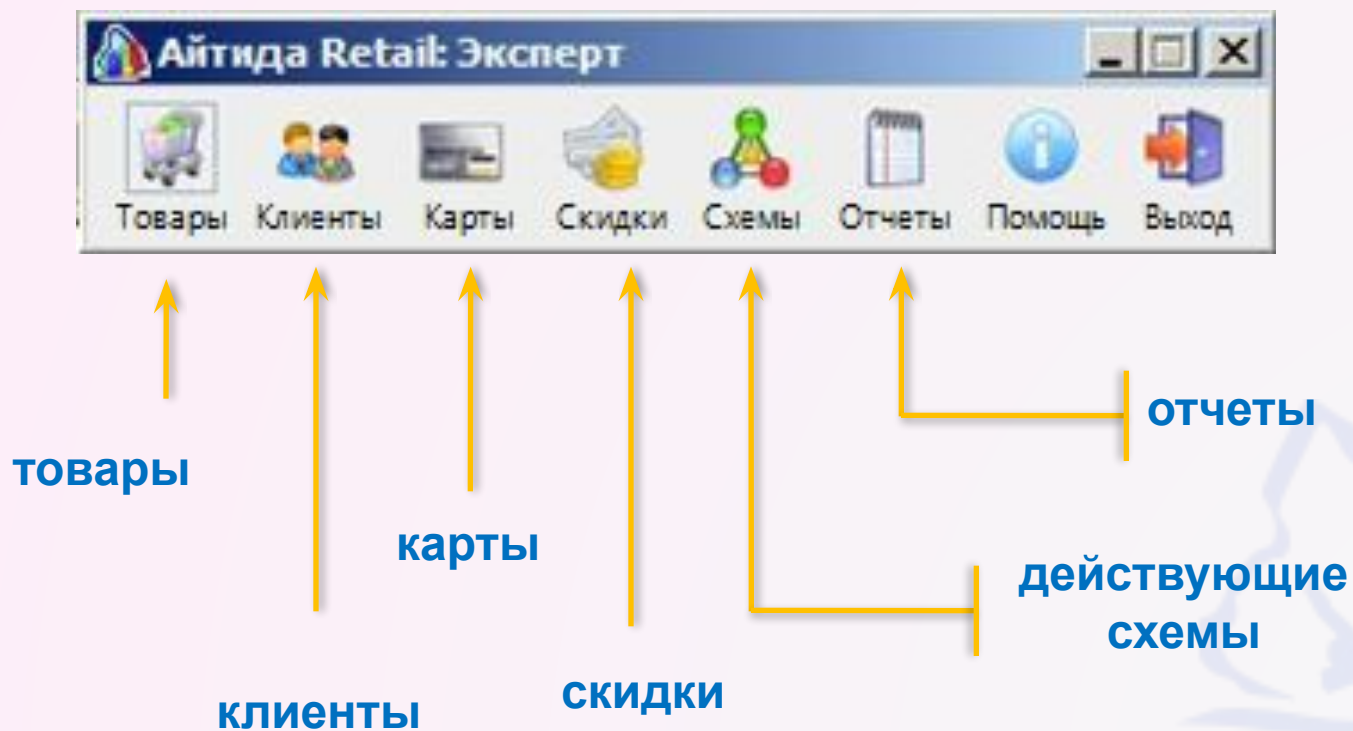 Айтида Retail: Эксперт
Товары Клиенты Карты Скидки Схемы Отчеты Помощь Выход
отчеты
товары
карты
действующие
схемы
скидки
клиенты